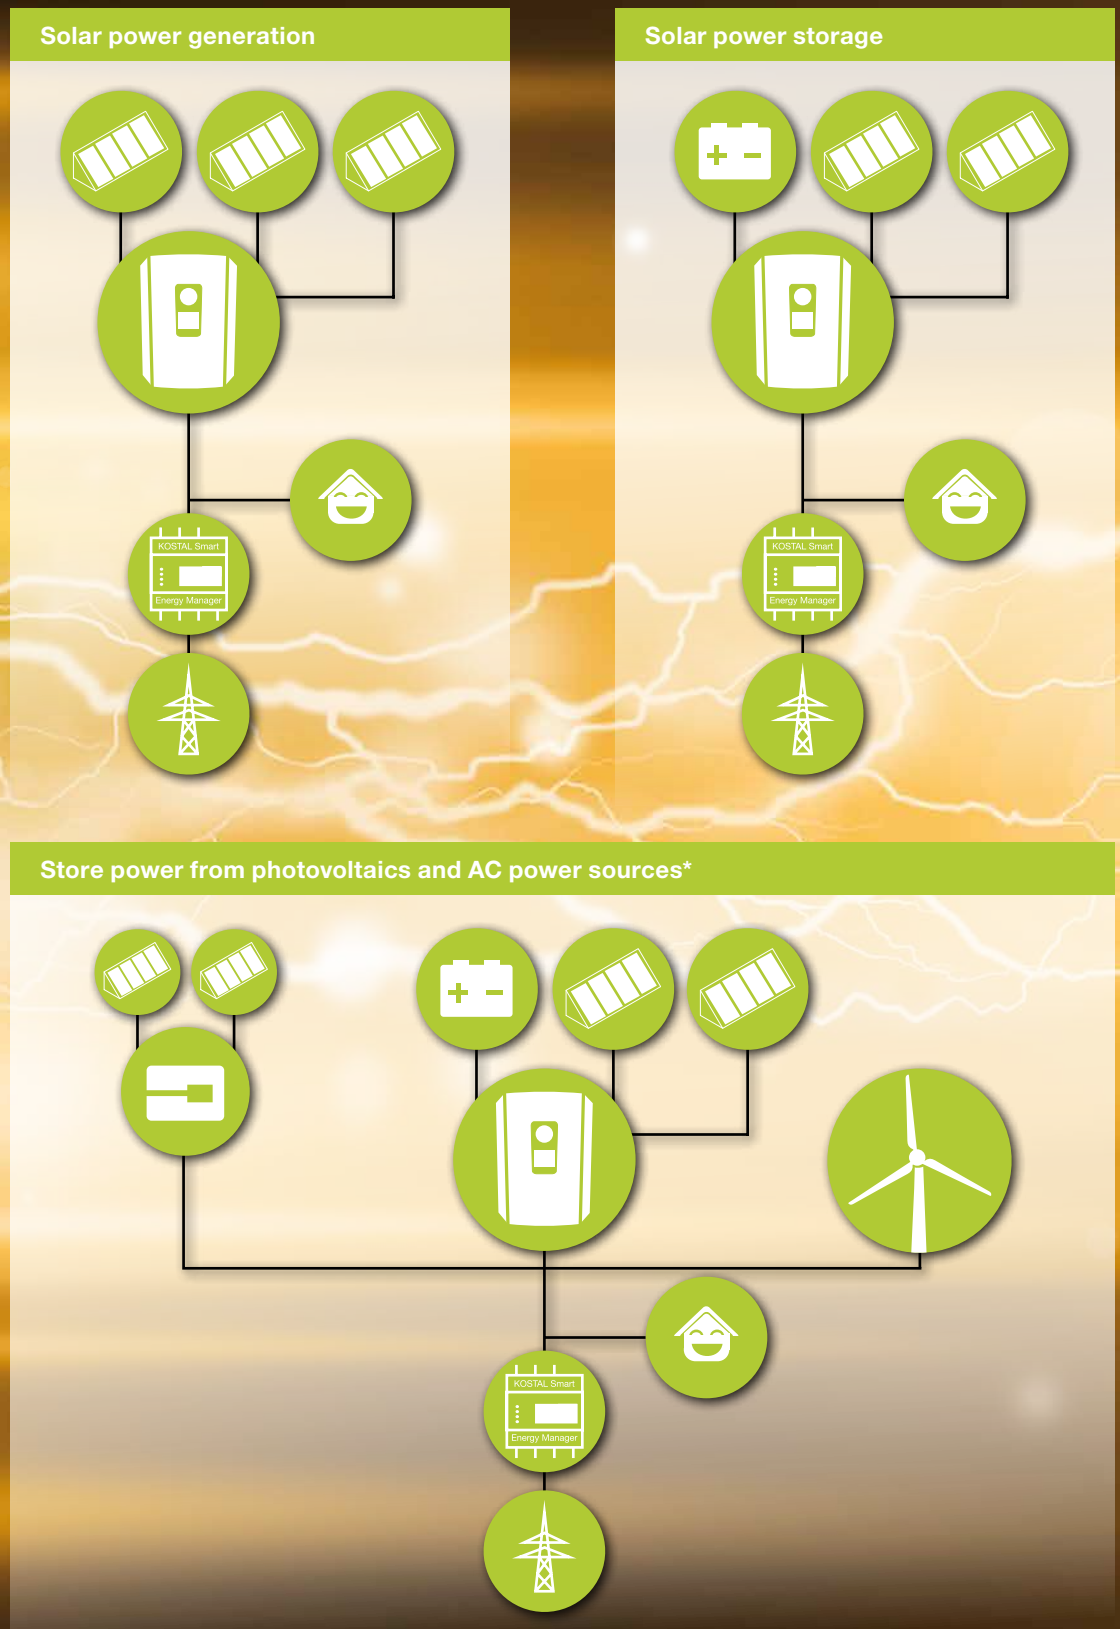 Solar power generation
Solar power storage
KOSTAL Smart
Energy Manager
KOSTAL Smart
Energy Manager
Store power from photovoltaics and AC power sources*
KOSTAL Smart
Energy Manager